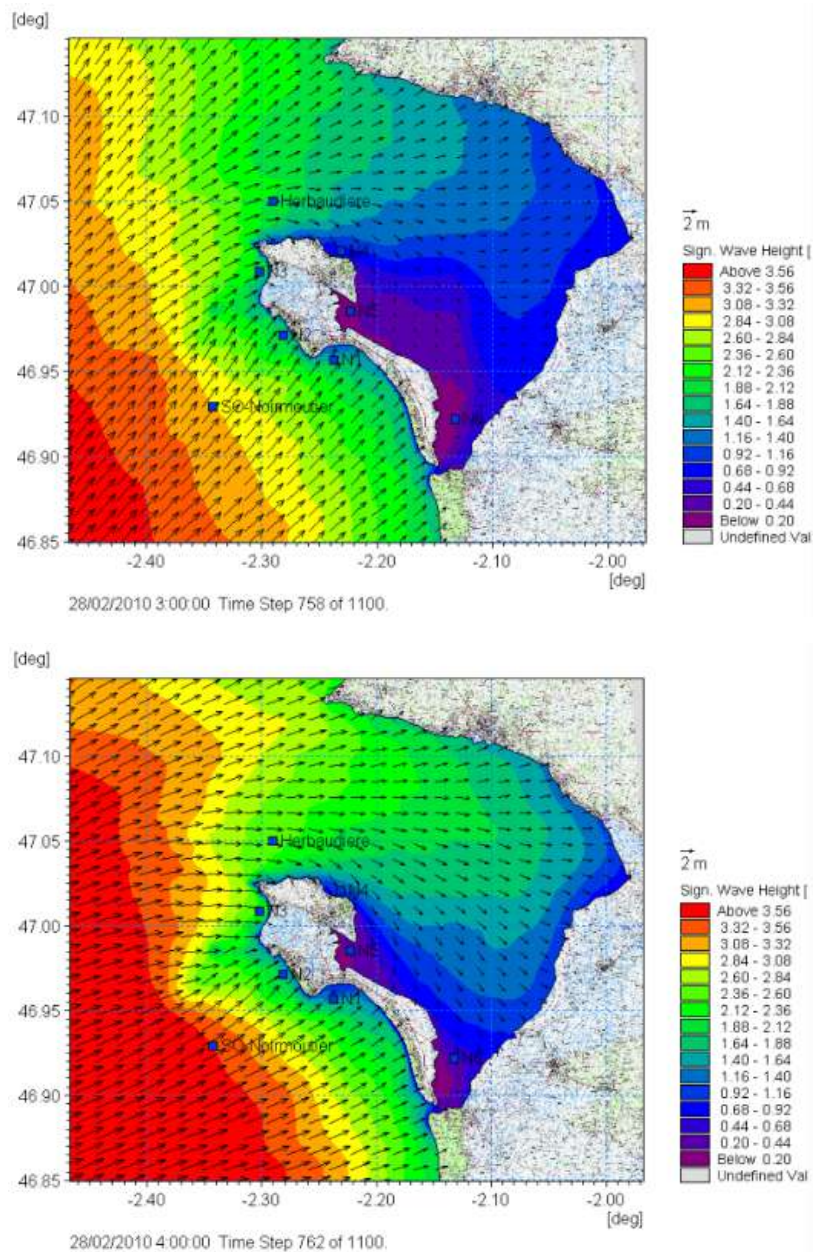 [deg]
47.10
47.05
47.00
46.95
46.90
46.85
Herbaudiere
N4
N3
N5
N2
N1
SO-Noirmoutier
N6
-2.40 -2.30 -2.20 -2.10 -2.00
[deg]
28/02/2010 3:00:00 Time Step 758 of 1100.
2 m
Sign. Wave Height [
Above 3.56
3.32 - 3.56
3.08 - 3.32
2.84 - 3.08
2.60 - 2.84
2.36 - 2.60
2.12 - 2.36
1.88 - 2.12
1.64 - 1.88
1.40 - 1.64
1.16 - 1.40
0.92 - 1.16
0.68 - 0.92
0.44 - 0.68
0.20 - 0.44
Below 0.20
Undefined Val
[deg]
47.10
47.05
47.00
46.95
46.90
46.85
Herbaudiere
N4
N3
N5
N2
N1
SO-Noirmoutier
N6
-2.40 -2.30 -2.20 -2.10 -2.00
[deg]
28/02/2010 4:00:00 Time Step 762 of 1100.
2 m
Sign. Wave Height [
Above 3.56
3.32 - 3.56
3.08 - 3.32
2.84 - 3.08
2.60 - 2.84
2.36 - 2.60
2.12 - 2.36
1.88 - 2.12
1.64 - 1.88
1.40 - 1.64
1.16 - 1.40
0.92 - 1.16
0.68 - 0.92
0.44 - 0.68
0.20 - 0.44
Below 0.20
Undefined Val